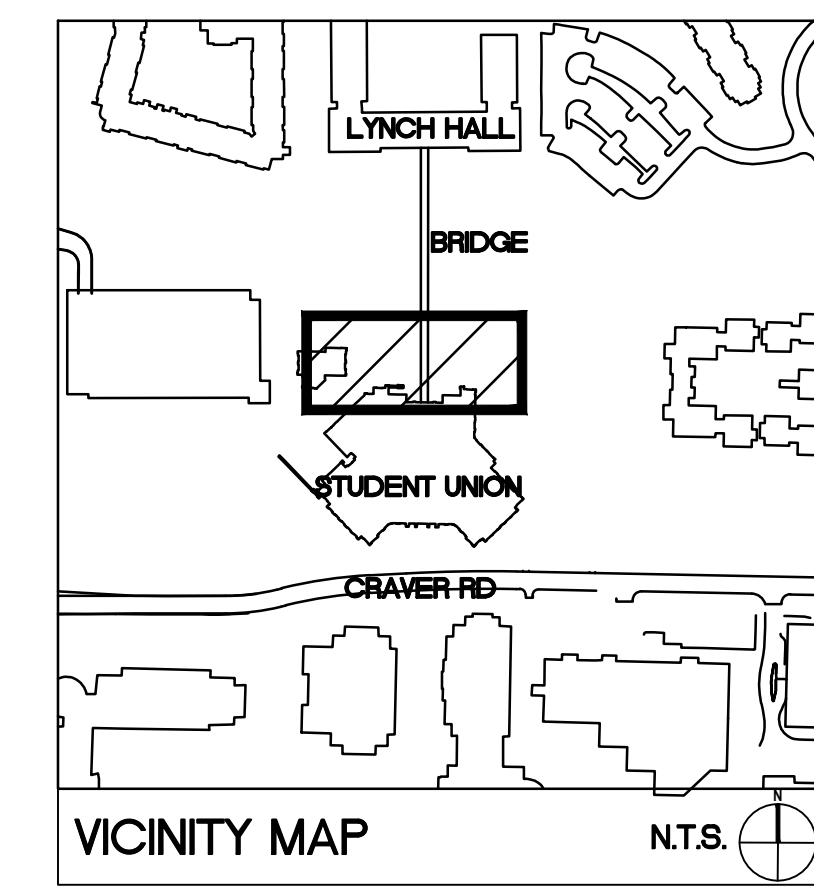 LYNCH HALL
BRIDGE
STUDENT UNION
CRAVER RD
VICINITY MAP
N.T.S.
N